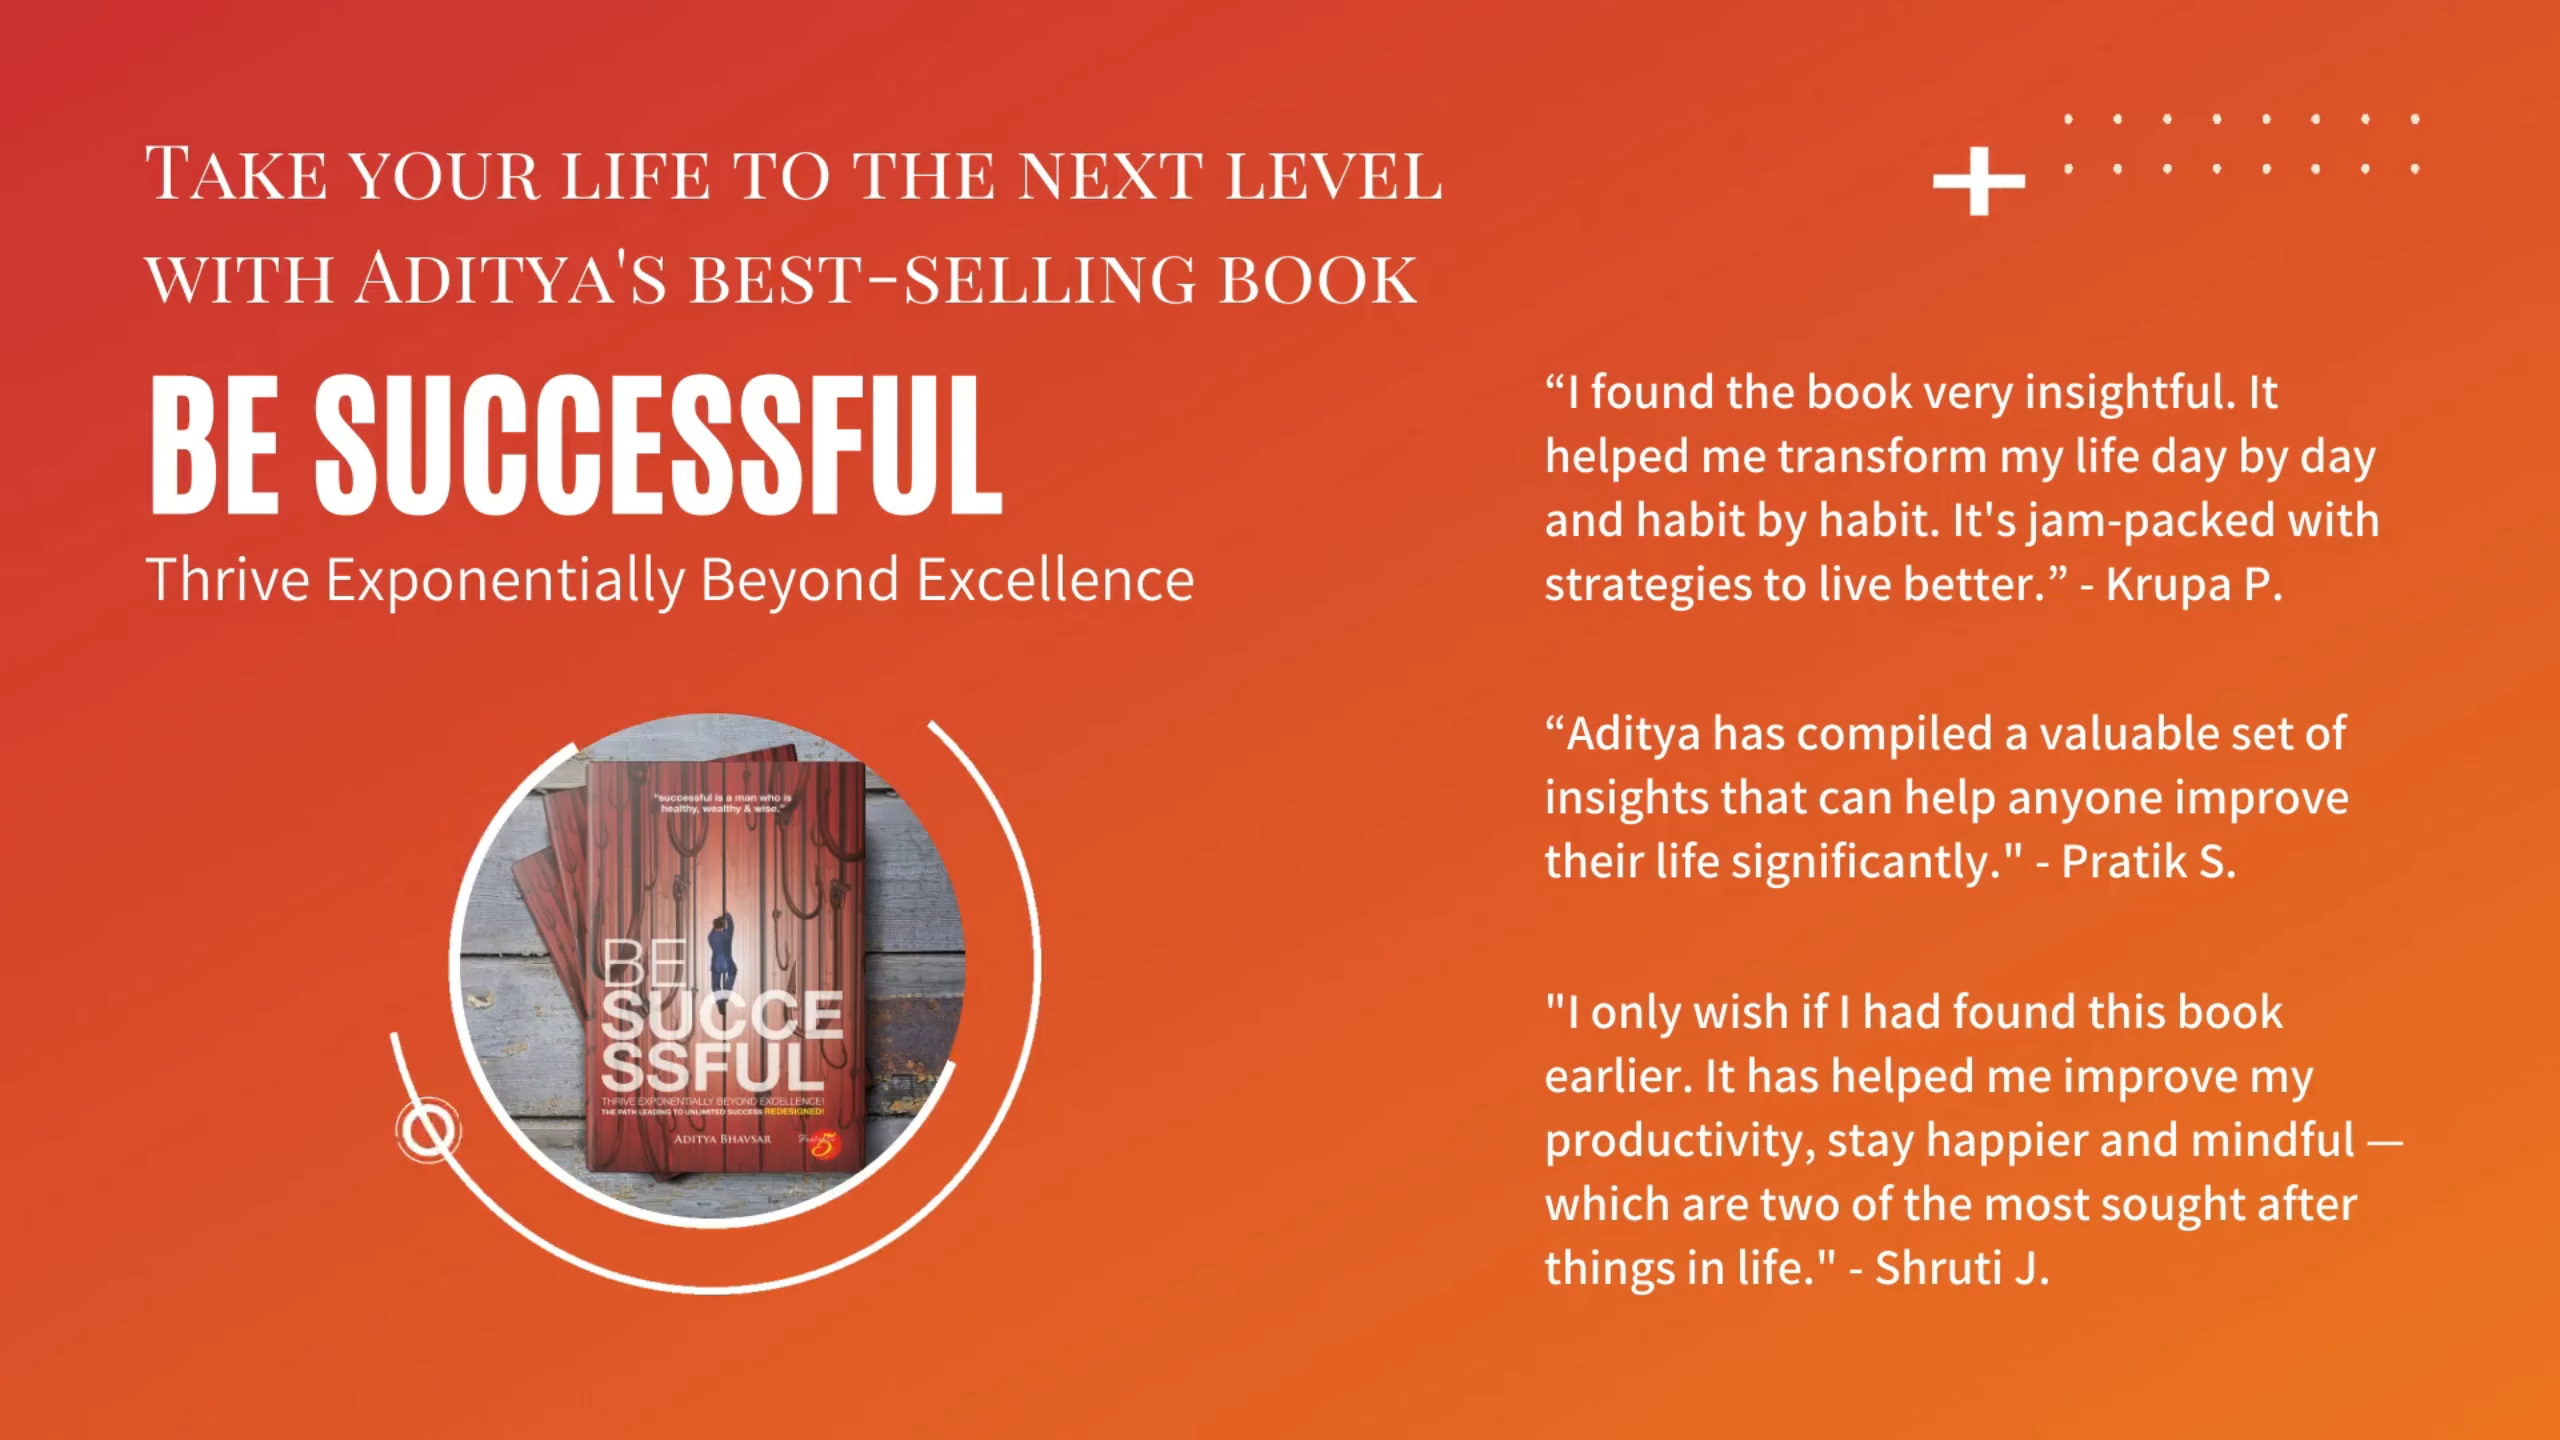 Take your life to the next level
with Aditya's best-selling book
BE SUCCESSFUL
Thrive Exponentially Beyond Excellence
“I found the book very insightful. It
helped me transform my life day by day
and habit by habit. It's jam-packed with
strategies to live better.” - Krupa P.
“Aditya has compiled a valuable set of
insights that can help anyone improve
their life significantly." - Pratik S.
"I only wish if I had found this book
earlier. It has helped me improve my
productivity, stay happier and mindful —
which are two of the most sought after
things in life." - Shruti J.
"successful is a man who is
healthy, wealthy & wise."
BE
SUCCE
SSFUL
THRIVE EXPONENTIALLY BEYOND EXCELLENCE!
THE PATH LEADING TO UNLIMITED SUCCESS REDESIGNED!
Aditya Bhavsar